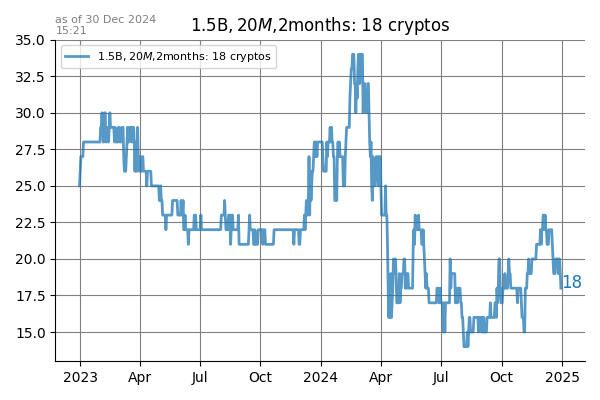 as of 30 Dec 2024
15:21
1.5B, 20M,2months: 18 cryptos
1.5B, 20M,2months: 18 cryptos
35.0
32.5
30.0
27.5
25.0
22.5
20.0
17.5
15.0
18
2023 Apr Jul Oct 2024 Apr Jul Oct 2025